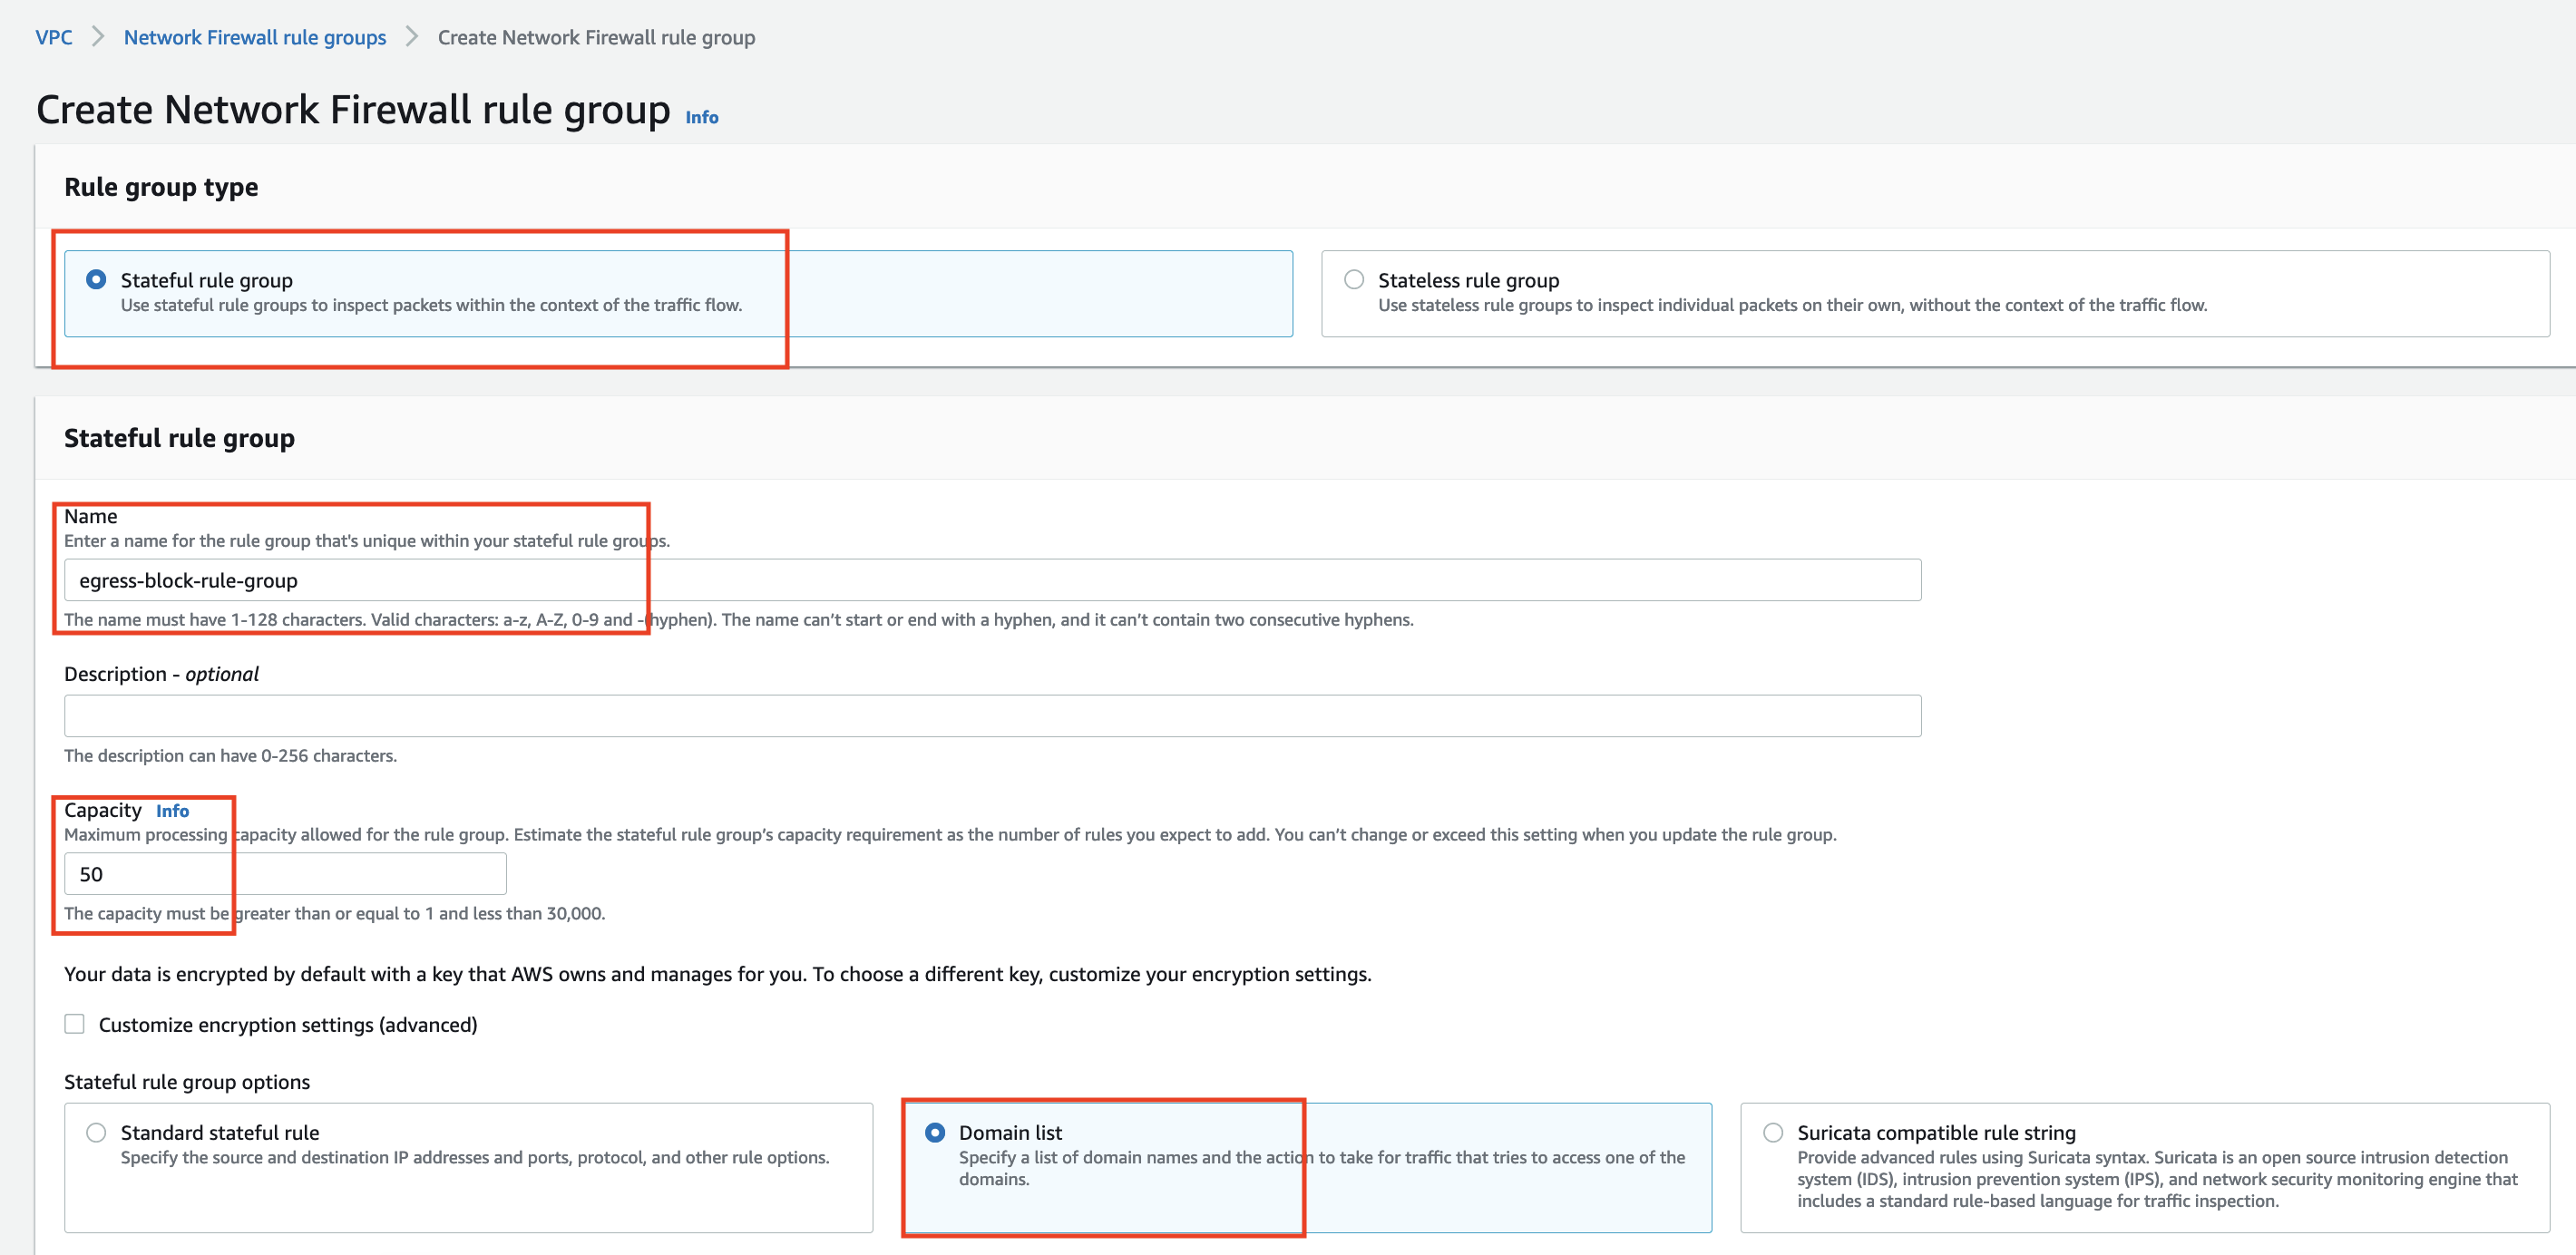 VPC > Network Firewall rule groups > Create Network Firewall rule group
Create Network Firewall rule group Info
Rule group type
Stateful rule group
Use stateful rule groups to inspect packets within the context of the traffic flow.
Stateless rule group
Use stateless rule groups to inspect individual packets on their own, without the context of the traffic flow.
Stateful rule group
Name
Enter a name for the rule group that's unique within your stateful rule groups.
egress-block-rule-group
The name must have 1-128 characters. Valid characters: a-z, A-Z, 0-9 and -(hyphen). The name can’t start or end with a hyphen, and it can’t contain two consecutive hyphens.
Description - optional
The description can have 0-256 characters.
Capacity Info
Maximum processing capacity allowed for the rule group. Estimate the stateful rule group’s capacity requirement as the number of rules you expect to add. You can’t change or exceed this setting when you update the rule group.
50
The capacity must be greater than or equal to 1 and less than 30,000.
Your data is encrypted by default with a key that AWS owns and manages for you. To choose a different key, customize your encryption settings.
Customize encryption settings (advanced)
Stateful rule group options
Standard stateful rule
Specify the source and destination IP addresses and ports, protocol, and other rule options.
Domain list
Specify a list of domain names and the action to take for traffic that tries to access one of the
domains.
Suricata compatible rule string
Provide advanced rules using Suricata syntax. Suricata is an open source intrusion detection
system (IDS), intrusion prevention system (IPS), and network security monitoring engine that
includes a standard rule-based language for traffic inspection.